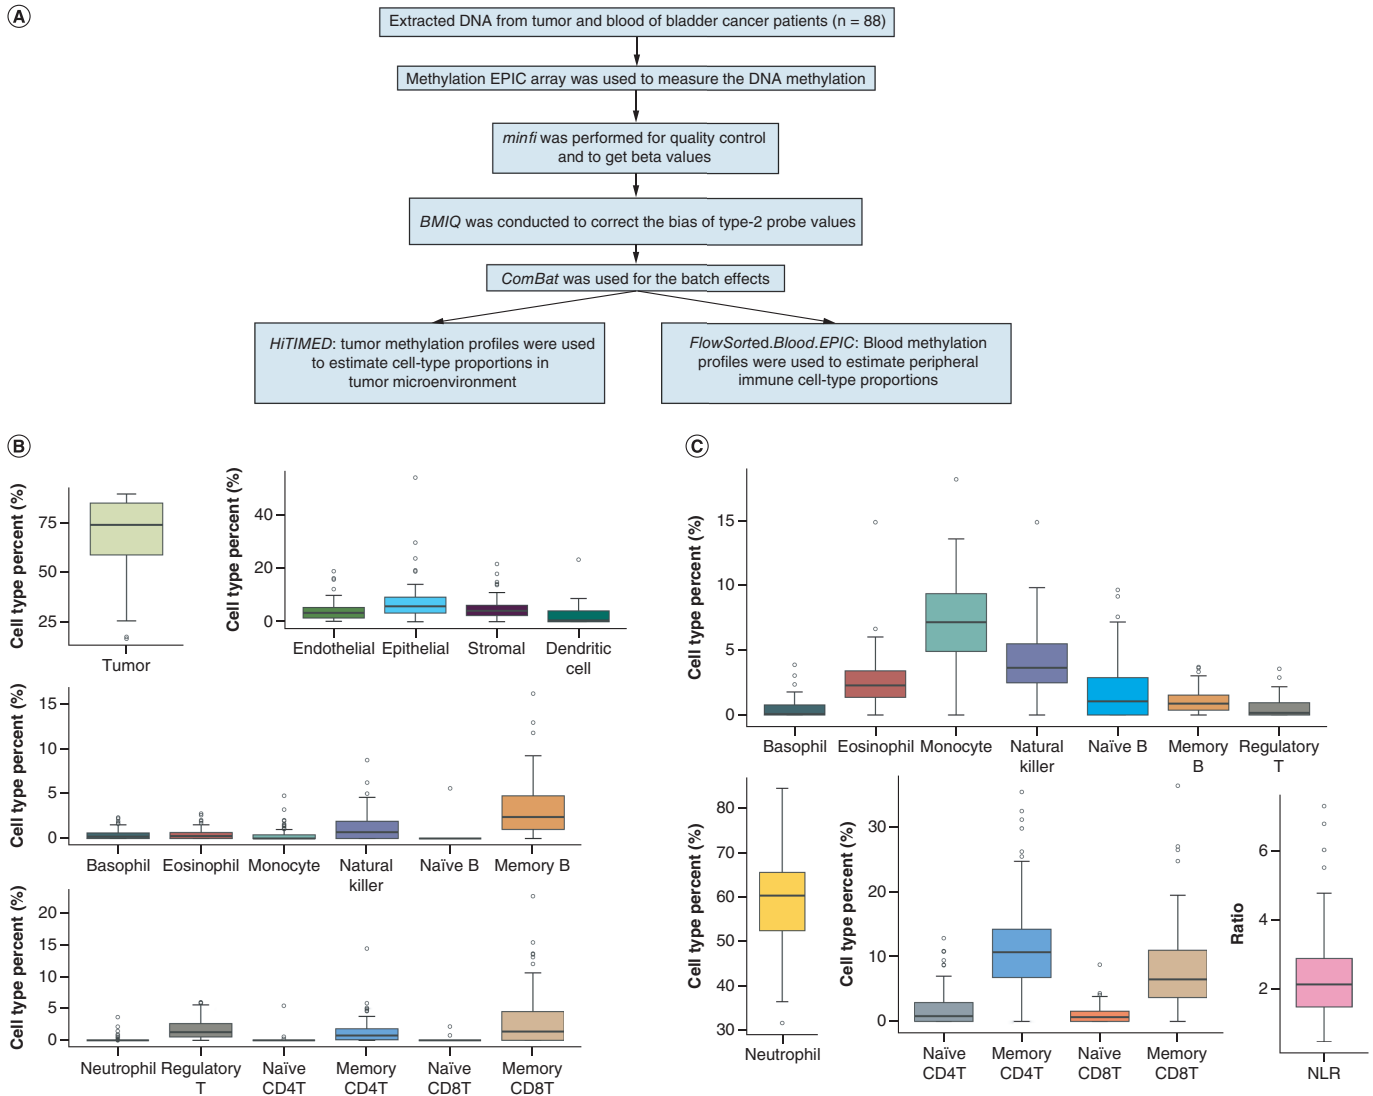 A
Extracted DNA from tumor and blood of bladder cancer patients (n = 88)
Methylation EPIC array was used to measure the DNA methylation
minfi was performed for quality control
and to get beta values
BMIQ was conducted to correct the bias of type-2 probe values
ComBat was used for the batch effects
HiTIMED: tumor methylation profiles were used
to estimate cell-type proportions in
tumor microenvironment
FlowSorted.Blood.EPIC: Blood methylation
profiles were used to estimate peripheral
immune cell-type proportions
B
Cell type percent (%)
75
50
25
Tumor
Cell type percent (%)
40
20
0
Endothelial Epithelial Stromal Dendritic
cell
Cell type percent (%)
15
10
5
0
Basophil Eosinophil Monocyte Natural Naïve B Memory B
killer
Cell type percent (%)
20
15
10
5
0
Neutrophil Regulatory Naïve Memory Naïve Memory
T CD4T CD4T CD8T CD8T
C
Cell type percent (%)
15
10
5
0
Basophil Eosinophil Monocyte Natural Naïve B Memory Regulatory
killer B T
Cell type percent (%)
80
70
60
50
40
30
Neutrophil
Cell type percent (%)
30
20
10
0
Naïve Memory Naïve Memory
CD4T CD4T CD8T CD8T
Ratio
6
4
2
NLR